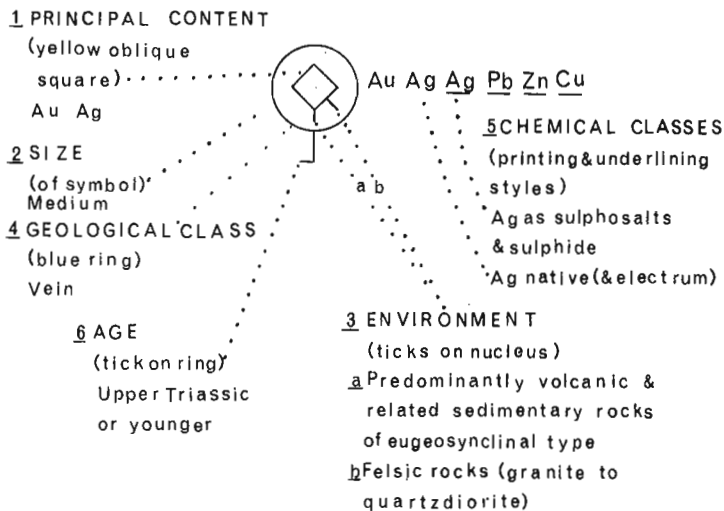 1 PRINCIPAL CONTENT
(yellow oblique
square)
Au Ag
2 SIZE
(of symbol)
Medium
4 GEOLOGICAL CLASS
(blue ring)
Vein
6 AGE
(tick on ring)
Upper Triassic
or younger
Au Ag Ag Pb Zn Cu
5 CHEMICAL CLASSES
(printing & underlining
styles)
Ag as sulphosalts
& sulphide
Ag native (& electrum)
a b
3 ENVIRONMENT
(ticks on nucleus)
a Predominantly volcanic &
related sedimentary rocks
of eugeosynclinal type
b Felsic rocks (granite to
quartzdiorite)